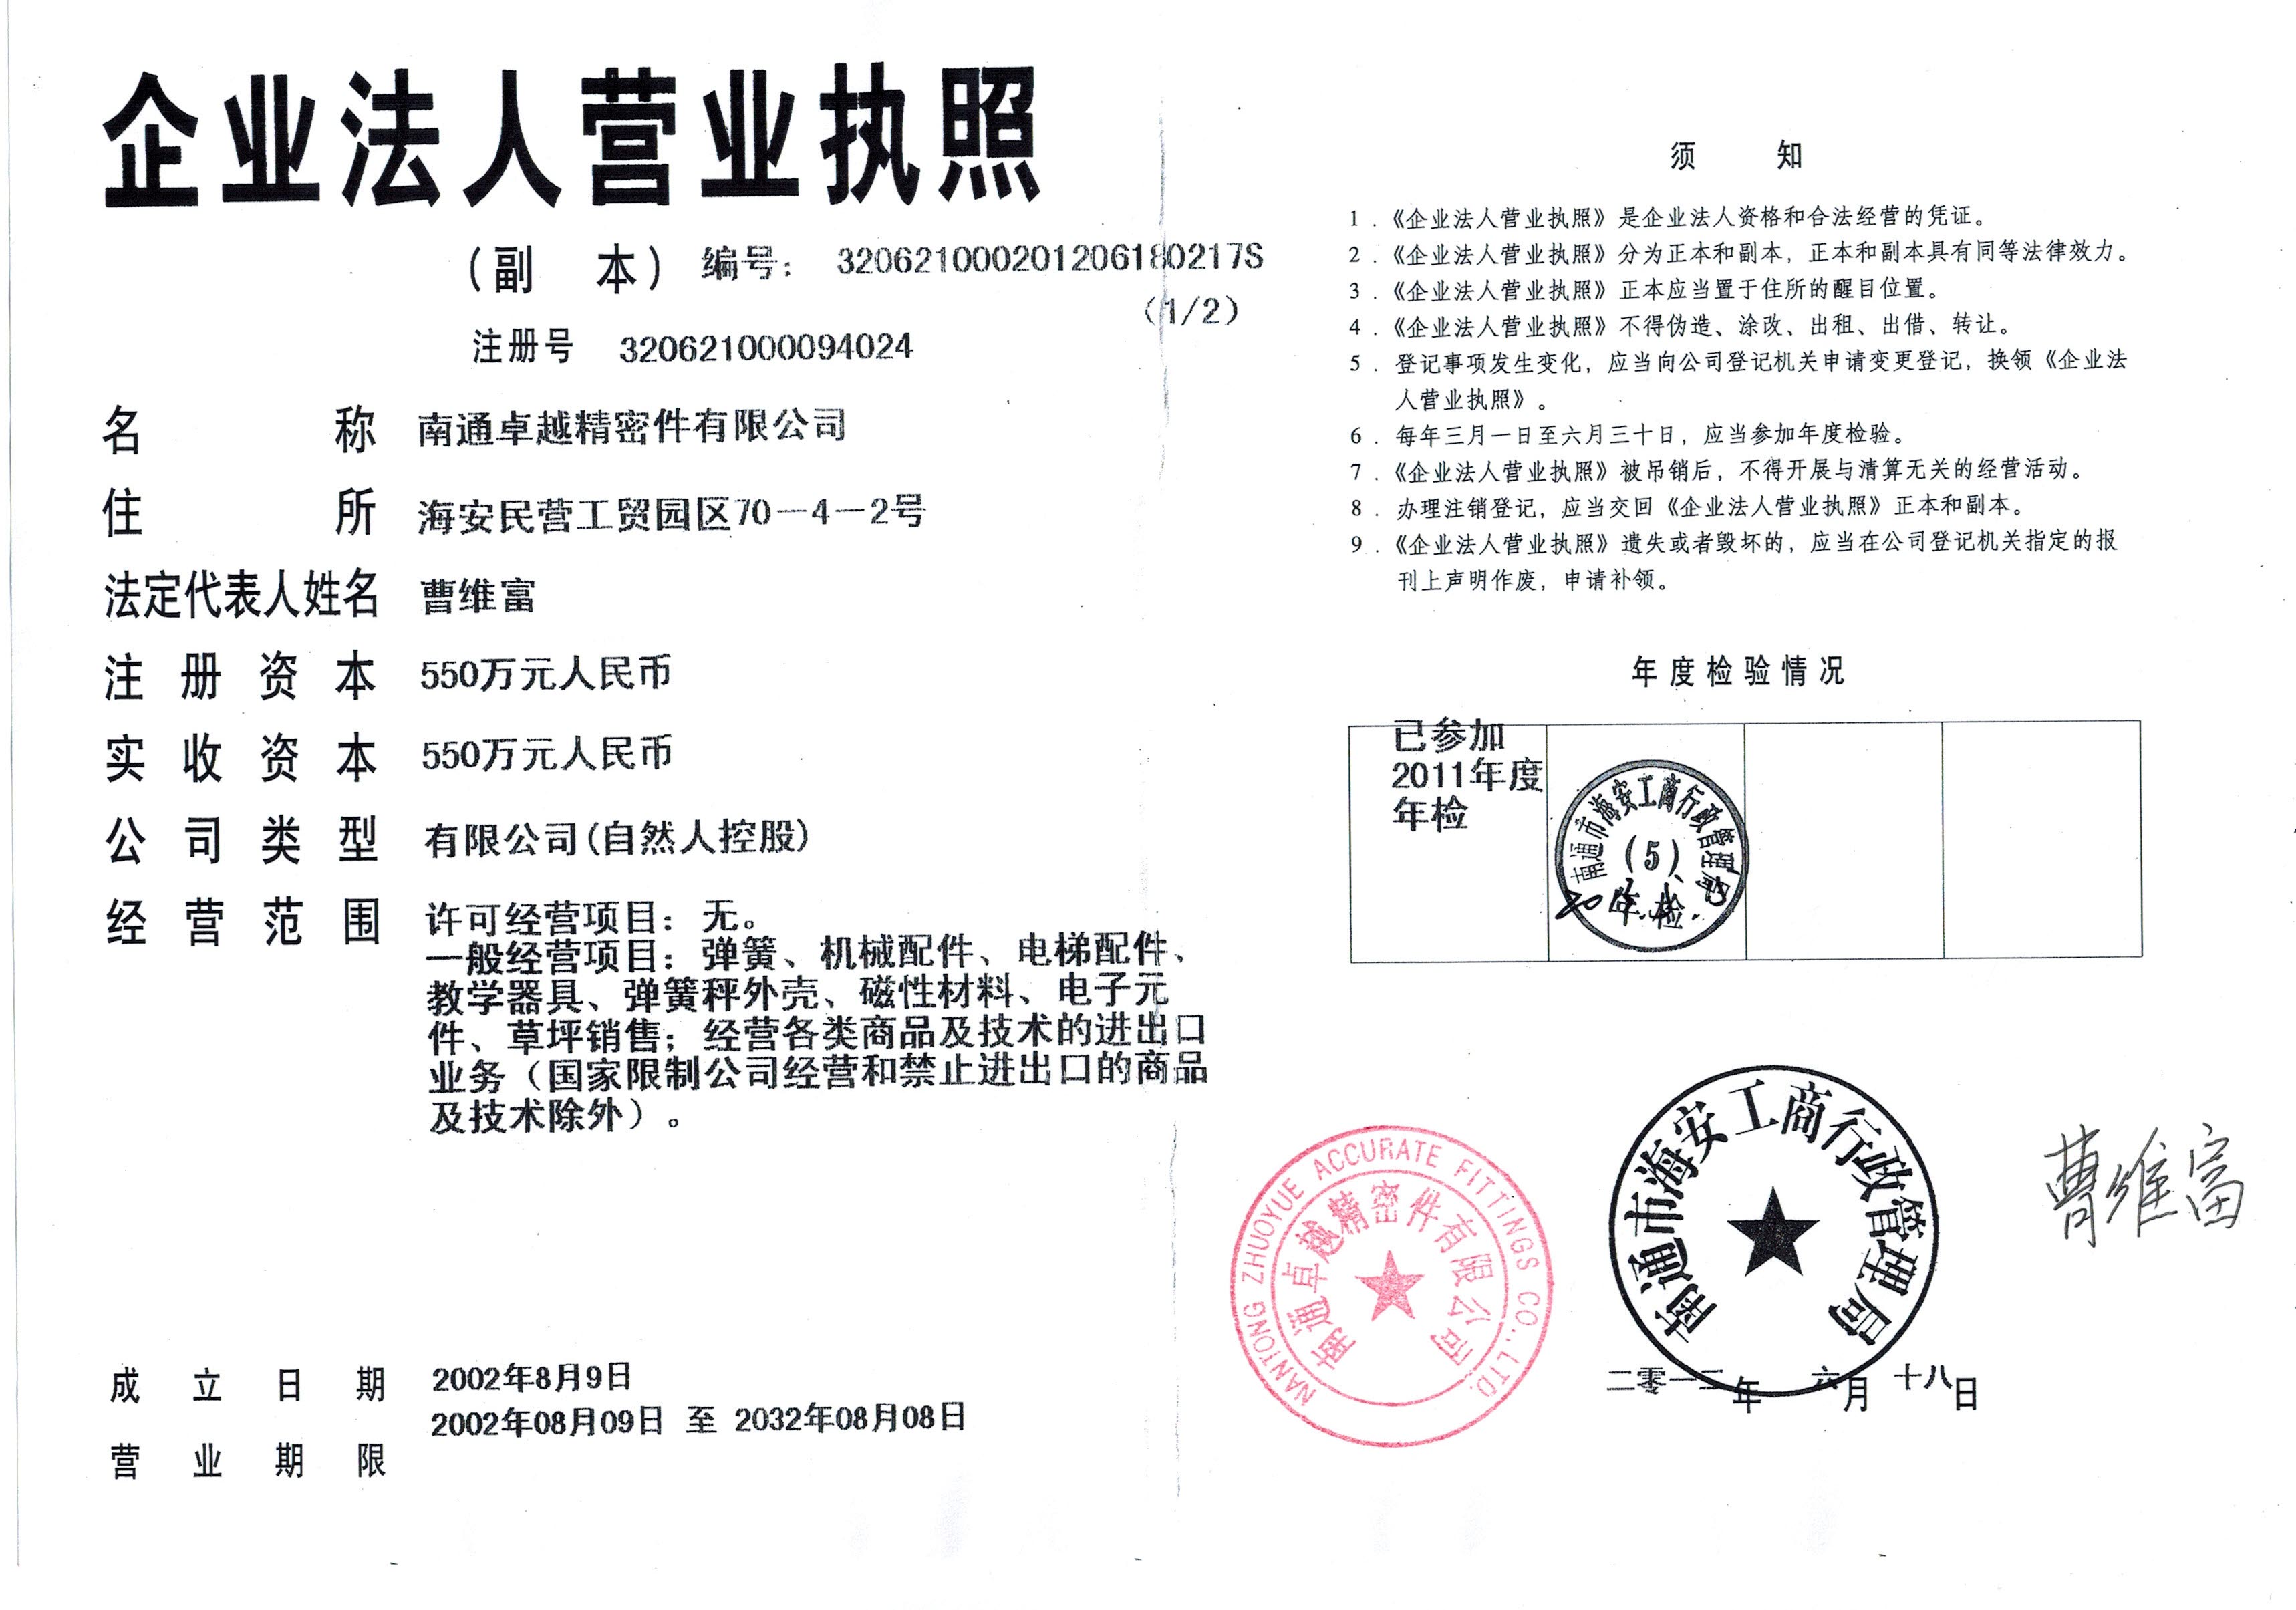 企业法人营业执照
（副 本）编号： 320621000201206180217S
（1/2）
注册号 320621000094024
名 称 南通卓越精密件有限公司
住 所 海安民营工贸园区70－4－2号
法定代表人姓名 曹维富
注 册 资 本 550万元人民币
实 收 资 本 550万元人民币
公 司 类 型 有限公司(自然人控股)
经 营 范 围 许可经营项目：无。
一般经营项目：弹簧、机械配件、电梯配件、
教学器具、弹簧秤外壳、磁性材料、电子元
件、草坪销售；经营各类商品及技术的进出口
业务（国家限制公司经营和禁止进出口的商品
及技术除外）。
成 立 日 期 2002年8月9日
营 业 期 限 2002年08月09日 至 2032年08月08日
须 知
1．《企业法人营业执照》是企业法人资格和合法经营的凭证。
2．《企业法人营业执照》分为正本和副本，正本和副本具有同等法律效力。
3．《企业法人营业执照》正本应当置于住所的醒目位置。
4．《企业法人营业执照》不得伪造、涂改、出租、出借、转让。
5．登记事项发生变化，应当向公司登记机关申请变更登记，换领《企业法
人营业执照》。
6．每年三月一日至六月三十日，应当参加年度检验。
7．《企业法人营业执照》被吊销后，不得开展与清算无关的经营活动。
8．办理注销登记，应当交回《企业法人营业执照》正本和副本。
9．《企业法人营业执照》遗失或者毁坏的，应当在公司登记机关指定的报
刊上声明作废，申请补领。
年度检验情况
已参加
2011年度
年检
南通市海安工商行政管理局
（5）
年检
NANTONG ZHUOYUE ACCURATE FITTINGS CO.,LTD.
南通卓越精密件有限公司
南通市海安工商行政管理局
曹维富
二零一二年 六月 十八日